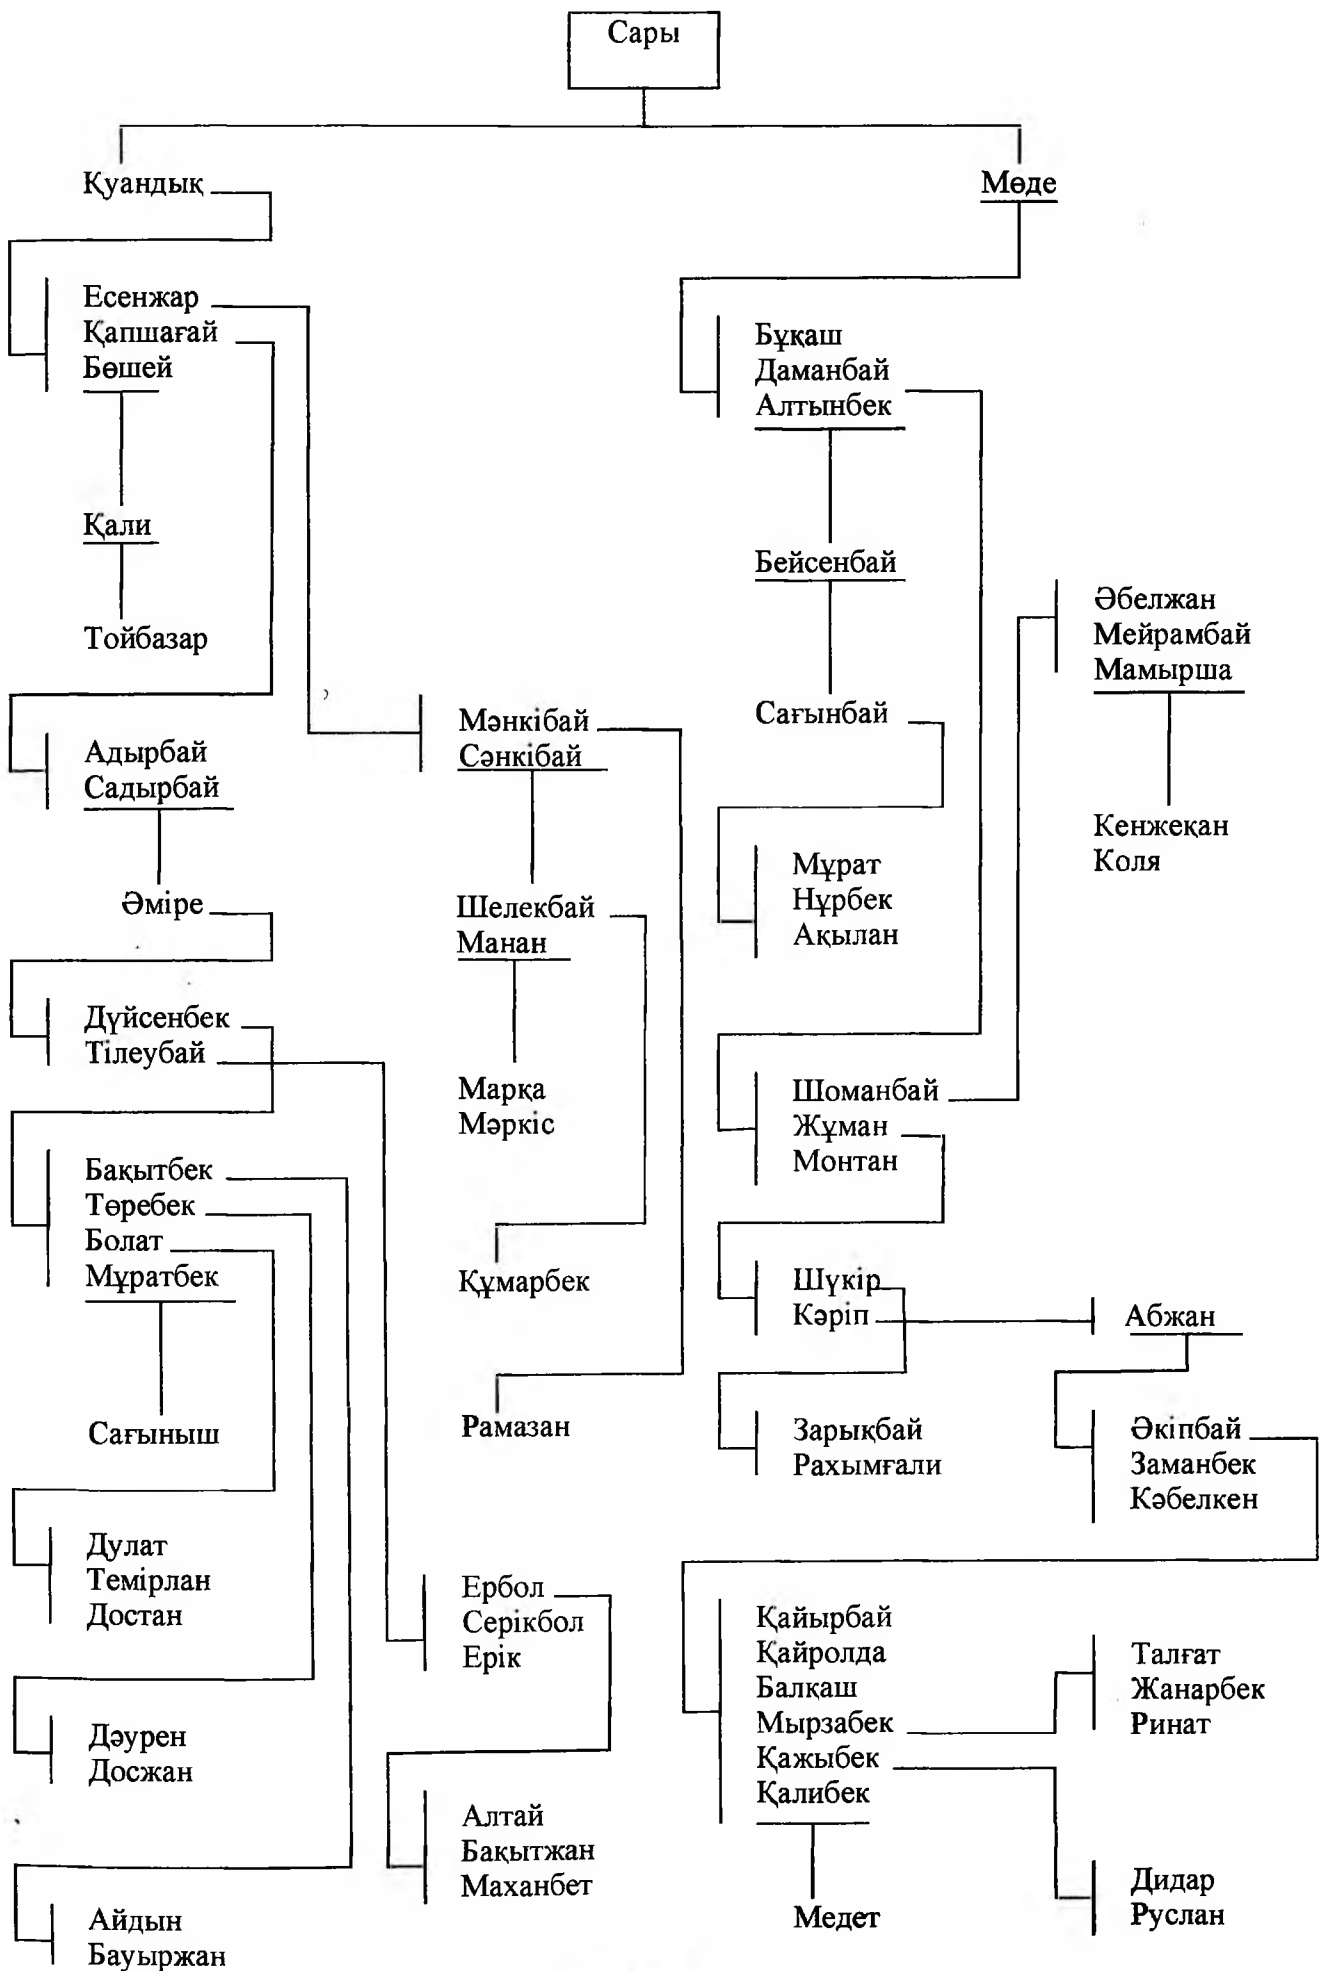 Сары
Қуандық
Мөде
Есенжар
Қапшағай
Бөшей
Бұқаш
Даманбай
Алтынбек
Қали
Бейсенбай
Әбелжан
Мейрамбай
Мамырша
Тойбазар
Мәнкібай
Сәнкібай
Сағынбай
Адырбай
Садырбай
Кенжеқан
Коля
Мұрат
Нұрбек
Ақылан
Әміре
Шелекбай
Манан
Дүйсенбек
Тілеубай
Марқа
Мәркіс
Шоманбай
Жұман
Монтан
Бақытбек
Төребек
Болат
Мұратбек
Құмарбек
Шүкір
Кәріп
Абжан
Сағыныш
Рамазан
Зарықбай
Рахымғали
Әкіпбай
Заманбек
Кәбелкен
Дулат
Темірлан
Достан
Ербол
Серікбол
Ерік
Қайырбай
Қайролда
Балқаш
Мырзабек
Қажыбек
Қалибек
Талғат
Жанарбек
Ринат
Дәурен
Досжан
Алтай
Бақытжан
Маханбет
Медет
Дидар
Руслан
Айдын
Бауыржан